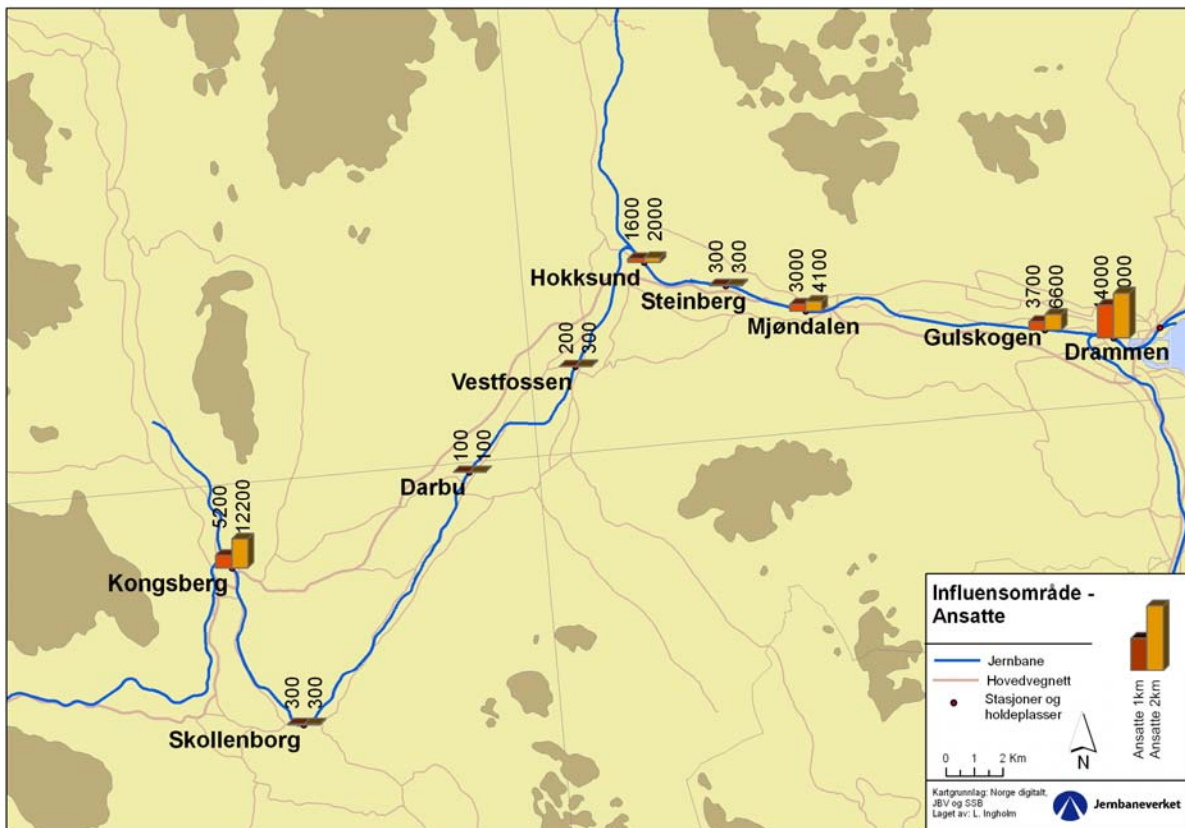 1600
2000
Hokksund
300
300
Steinberg
3000
4100
Mjøndalen
3700
6600
Gulskogen
Drammen
200
300
Vestfossen
100
100
Darbu
5200
12200
Kongsberg
300
300
Skollenborg
Influensområde -
Ansatte
Jernbane
Hovedvegnett
Stasjoner og
holdeplasser
0 1 2 Km
N
Ansatte 1km
Ansatte 2km
Kartgrunnlag: Norge digitalt,
JBV og SSB
Laget av: L. Ingholm
Jernbaneverket